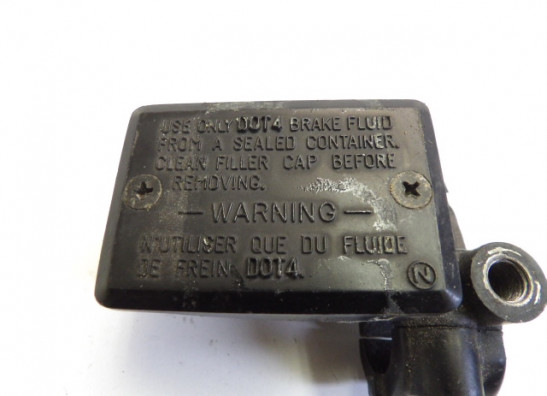 USE ONLY DOT4 BRAKE FLUID
FROM A SEALED CONTAINER.
CLEAN FILLER CAP BEFORE
REMOVING.
— WARNING —
N'UTILISER QUE DU FLUIDE
DE FREIN DOT4.
N